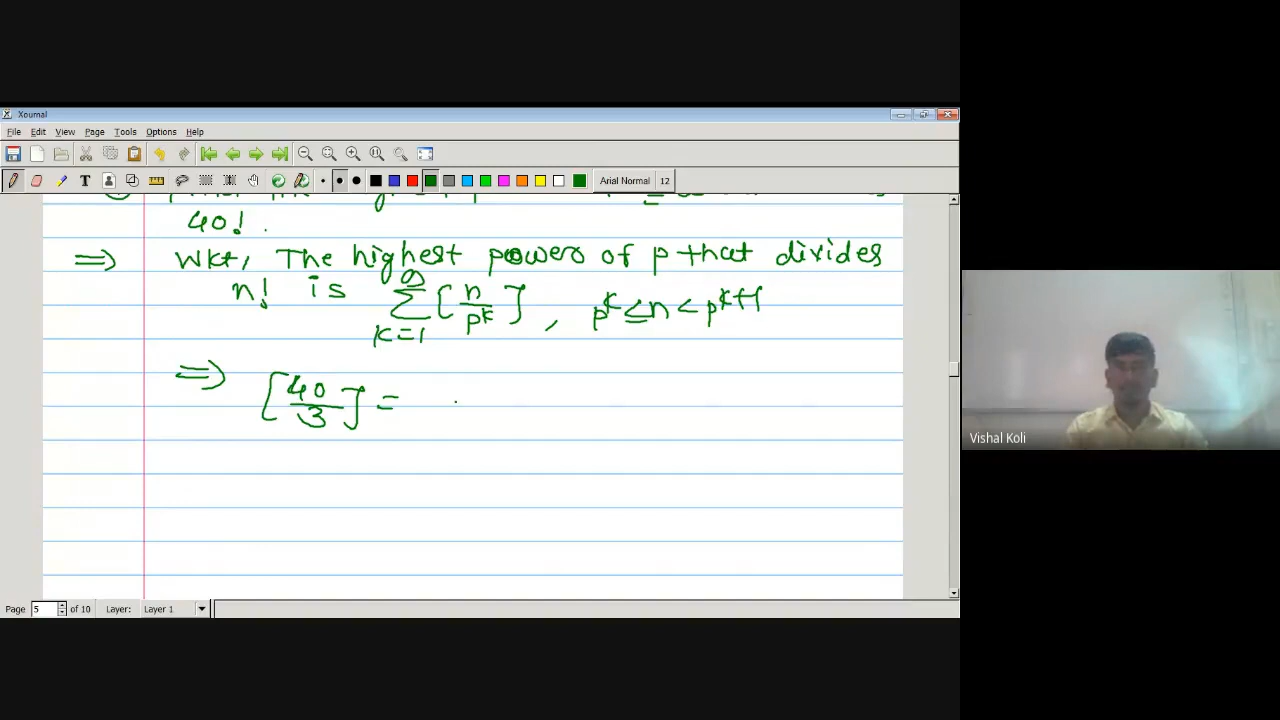 Xournal
File Edit View Page Tools Options Help
Arial Normal 12
40!.
⇒ Wkt, The highest power of p that divides
n! is ∑_{k=1}^{∞} [n/p^k], p^k ≤ n < p^{k+1}
⇒ [40/3] =
Vishal Koli
Page 5 of 10 Layer: Layer 1